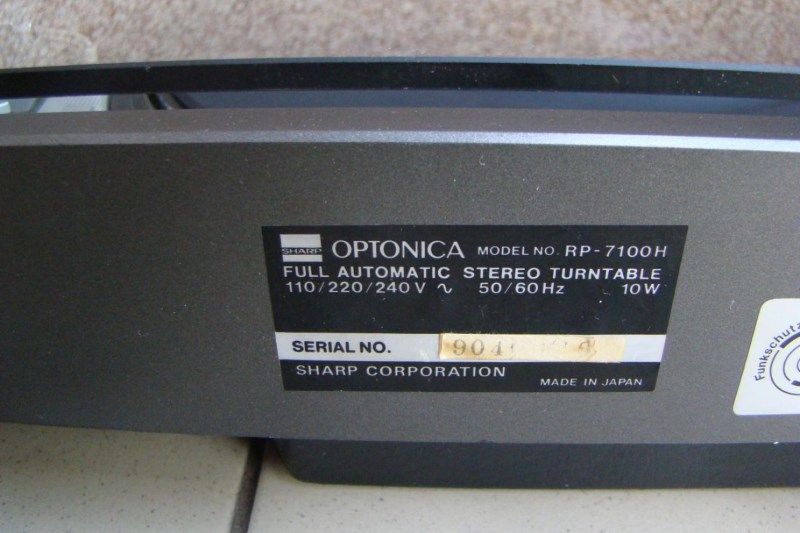 SHARP OPTONICA MODEL NO. RP-7100H
FULL AUTOMATIC STEREO TURNTABLE
110/220/240V ~ 50/60Hz 10W
SERIAL NO.
SHARP CORPORATION
MADE IN JAPAN
Funkschutz